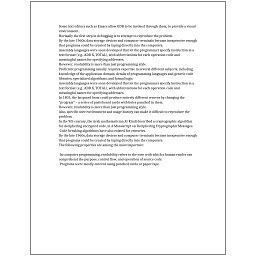 Some text editors such as Emacs allow GDB to be invoked through them, to provide a visual
environment.
Normally the first step in debugging is to attempt to reproduce the problem.
By the late 1960s, data storage devices and computer terminals became inexpensive enough
that programs could be created by typing directly into the computers.
Assembly languages were soon developed that let the programmer specify instruction in a
text format (e.g., ADD X, TOTAL), with abbreviations for each operation code and
meaningful names for specifying addresses.
However, readability is more than just programming style.
Proficient programming usually requires expertise in several different subjects, including
knowledge of the application domain, details of programming languages and generic code
libraries, specialized algorithms, and formal logic.
Assembly languages were soon developed that let the programmer specify instruction in a
text format (e.g., ADD X, TOTAL), with abbreviations for each operation code and
meaningful names for specifying addresses.
In 1801, the Jacquard loom could produce entirely different weaves by changing the
"program" – a series of pasteboard cards with holes punched in them.
However, readability is more than just programming style.
Also, specific user environment and usage history can make it difficult to reproduce the
problem.
In the 9th century, the Arab mathematician Al-Kindi described a cryptographic algorithm
for deciphering encrypted code, in A Manuscript on Deciphering Cryptographic Messages.
Code-breaking algorithms have also existed for centuries.
By the late 1960s, data storage devices and computer terminals became inexpensive enough
that programs could be created by typing directly into the computers.
The following properties are among the most important:
In computer programming, readability refers to the ease with which a human reader can
comprehend the purpose, control flow, and operation of source code.
Programs were mostly entered using punched cards or paper tape.